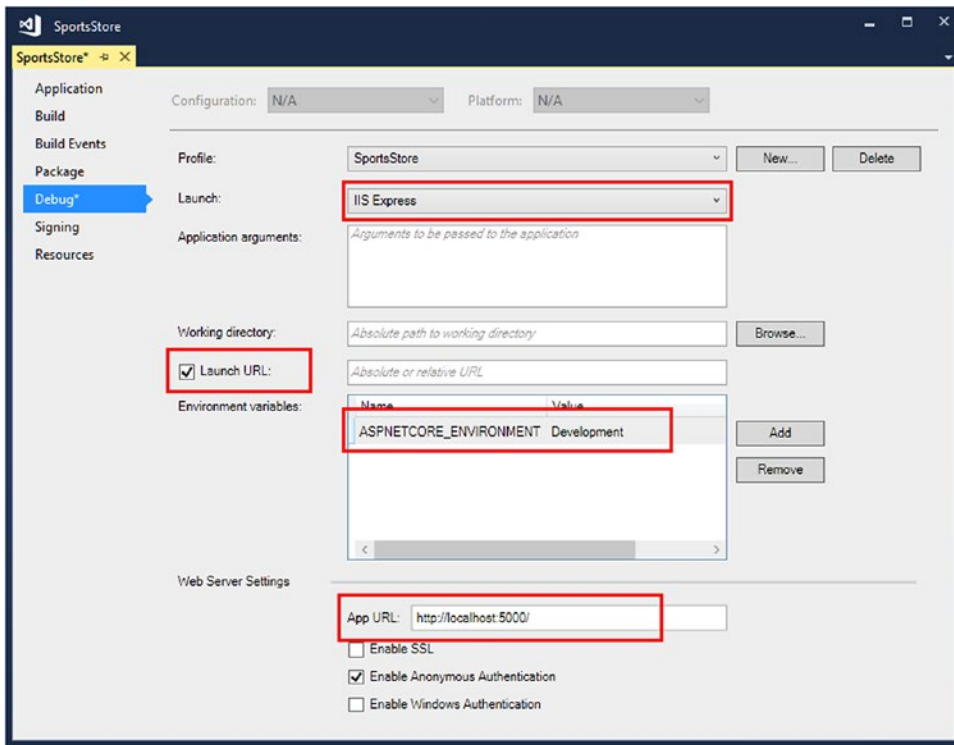 SportsStore
SportsStore*
Application
Build
Build Events
Package
Debug*
Signing
Resources
Configuration: N/A Platform: N/A
Profile: SportsStore New... Delete
Launch: IIS Express
Application arguments: Arguments to be passed to the application
Working directory: Absolute path to working directory Browse...
Launch URL: Absolute or relative URL
Environment variables: Name Value
ASPNETCORE_ENVIRONMENT Development Add
Remove
Web Server Settings
App URL: http://localhost:5000/
Enable SSL
Enable Anonymous Authentication
Enable Windows Authentication